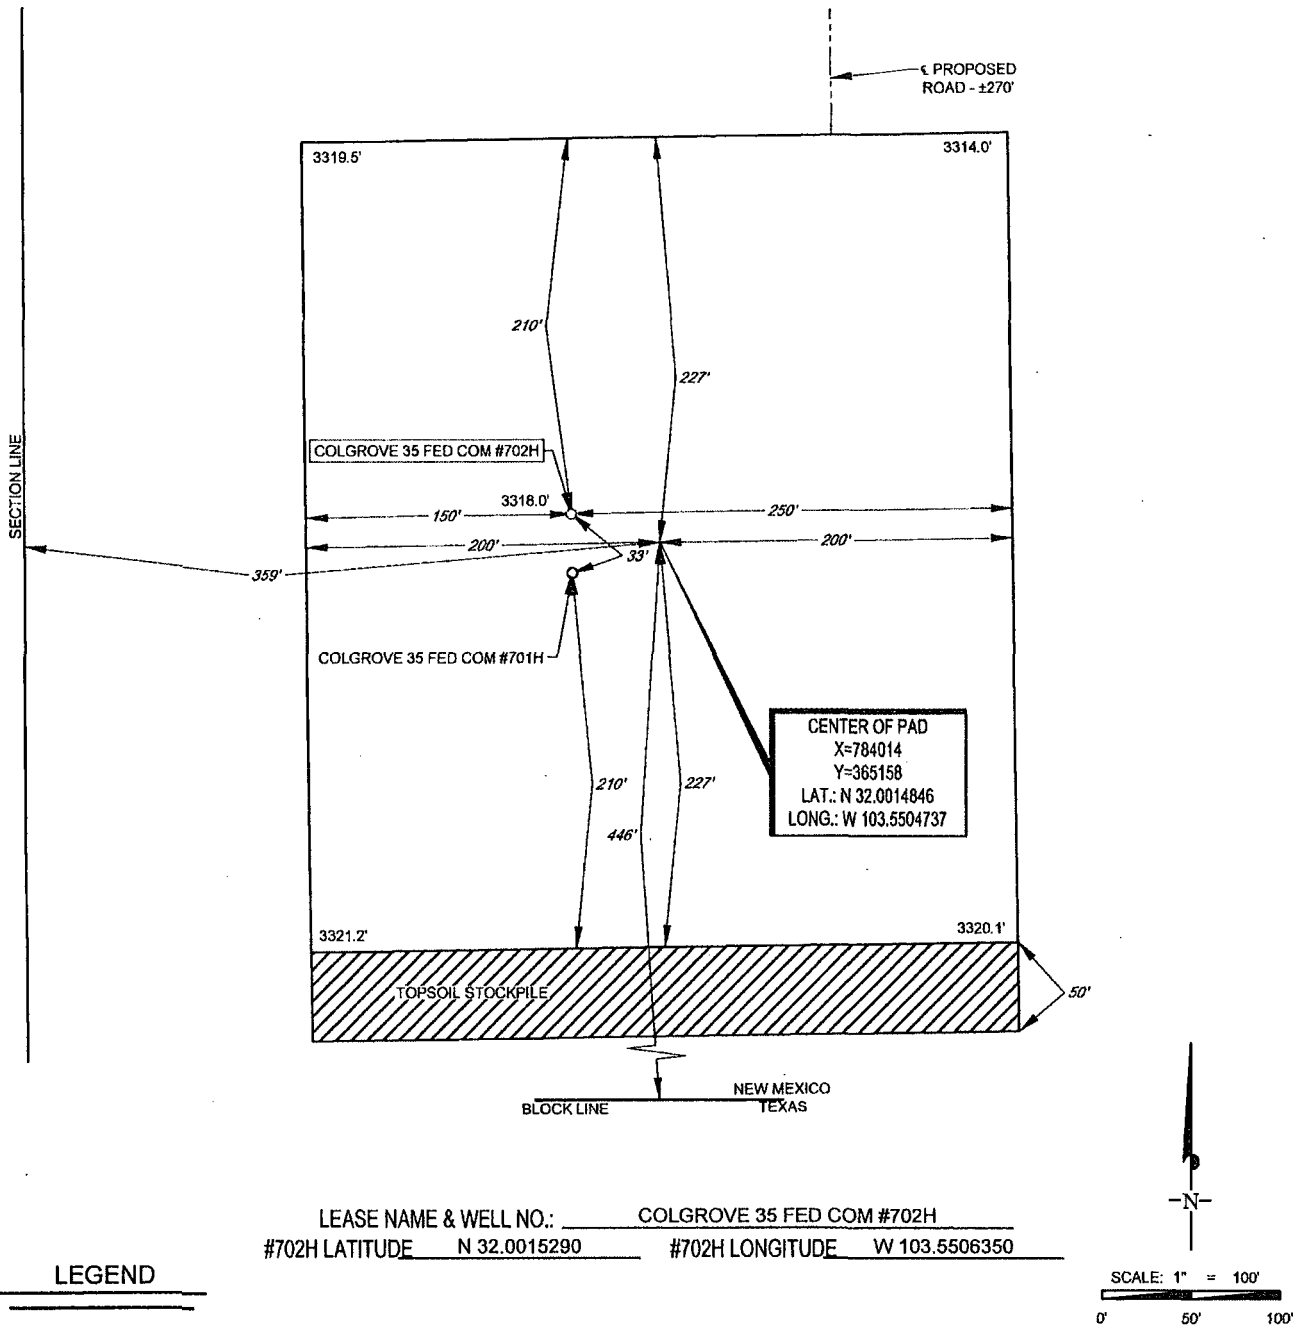 ℄ PROPOSED
ROAD - ±270'
3319.5'
3314.0'
210'
227'
SECTION LINE
COLGROVE 35 FED COM #702H
3318.0'
150'
250'
200'
200'
33'
359'
COLGROVE 35 FED COM #701H
CENTER OF PAD
X=784014
Y=365158
LAT.: N 32.0014846
LONG.: W 103.5504737
210'
227'
446'
3321.2'
3320.1'
TOPSOIL STOCKPILE
50'
NEW MEXICO
BLOCK LINE
TEXAS
-N-
LEASE NAME & WELL NO.: COLGROVE 35 FED COM #702H
#702H LATITUDE N 32.0015290 #702H LONGITUDE W 103.5506350
LEGEND
SCALE: 1" = 100'
0' 50' 100'